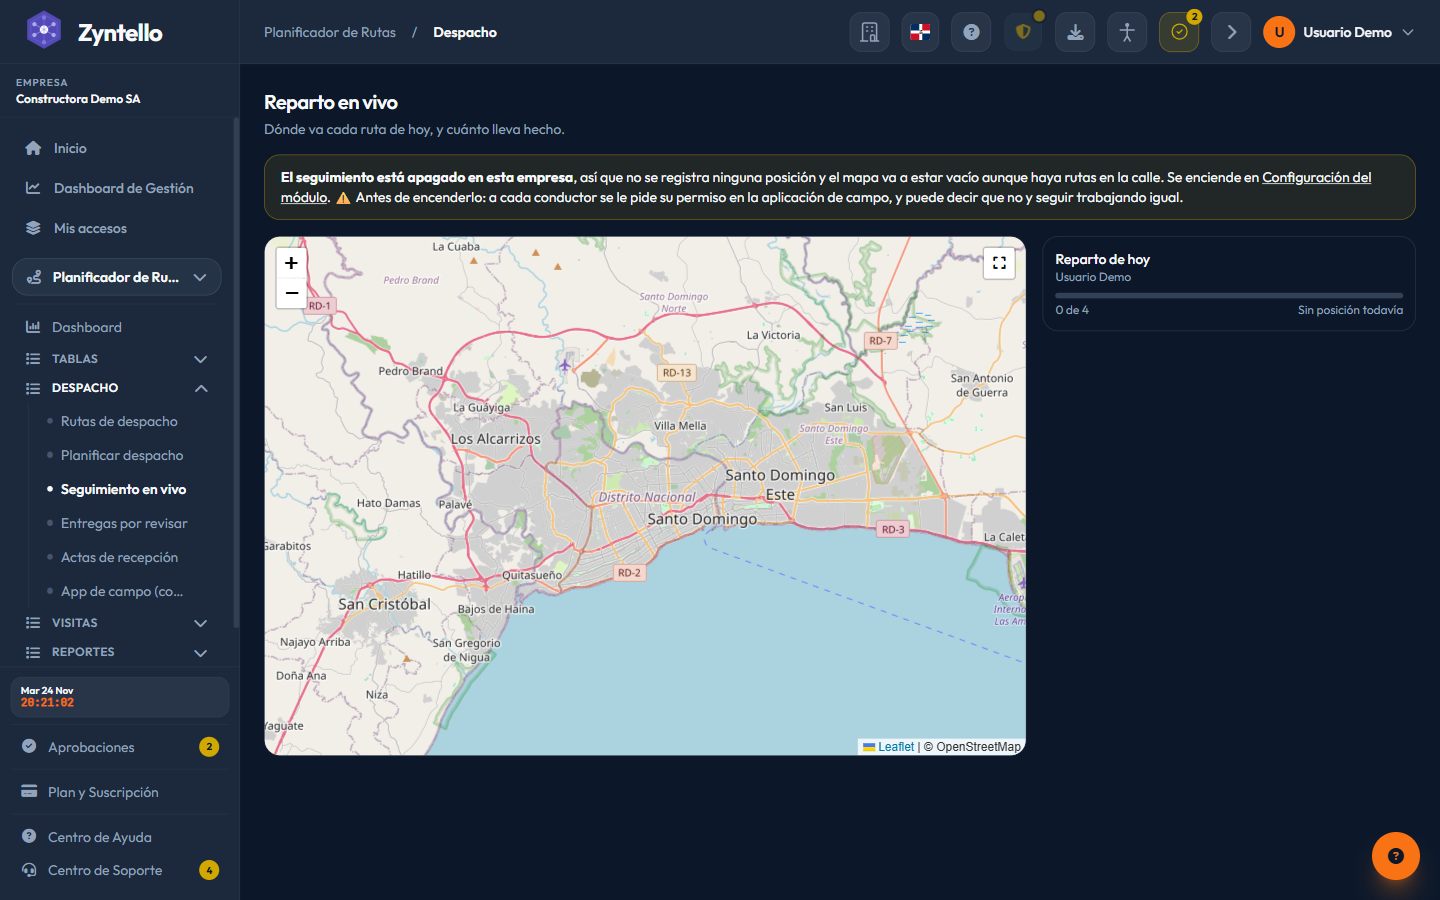 Zyntello
EMPRESA
Constructora Demo SA
Inicio
Dashboard de Gestión
Mis accesos
Planificador de Ru...
Dashboard
TABLAS
DESPACHO
Rutas de despacho
Planificar despacho
Seguimiento en vivo
Entregas por revisar
Actas de recepción
App de campo (co...
VISITAS
REPORTES
Mar 24 Nov
20:21:02
Aprobaciones
2
Plan y Suscripción
Centro de Ayuda
Centro de Soporte
4
Planificador de Rutas / Despacho
2
U
Usuario Demo
Reparto en vivo
Dónde va cada ruta de hoy, y cuánto lleva hecho.
El seguimiento está apagado en esta empresa, así que no se registra ninguna posición y el mapa va a estar vacío aunque haya rutas en la calle. Se enciende en Configuración del
módulo. ⚠️ Antes de encenderlo: a cada conductor se le pide su permiso en la aplicación de campo, y puede decir que no y seguir trabajando igual.
+
−
La Cuaba
Pedro Brand
Santo Domingo
Norte
RD-1
La Victoria
RD-7
Pedro Brand
RD-13
San Antonio
de Guerra
La Guáyiga
San Luis
Los Alcarrizos
Villa Mella
Santo Domingo
Este
Santo Domingo
Este
Distrito Nacional
Hato Damas
Palavé
Santo Domingo
RD-3
La Calet
Garabitos
Hatillo
Quitasueño
RD-2
San Cristóbal
Bajos de Haina
Aerop
Interna
Las Am
Najayo Arriba
San Gregorio
de Nigua
Doña Ana
Niza
Yaguate
Leaflet | © OpenStreetMap
Reparto de hoy
Usuario Demo
0 de 4
Sin posición todavía